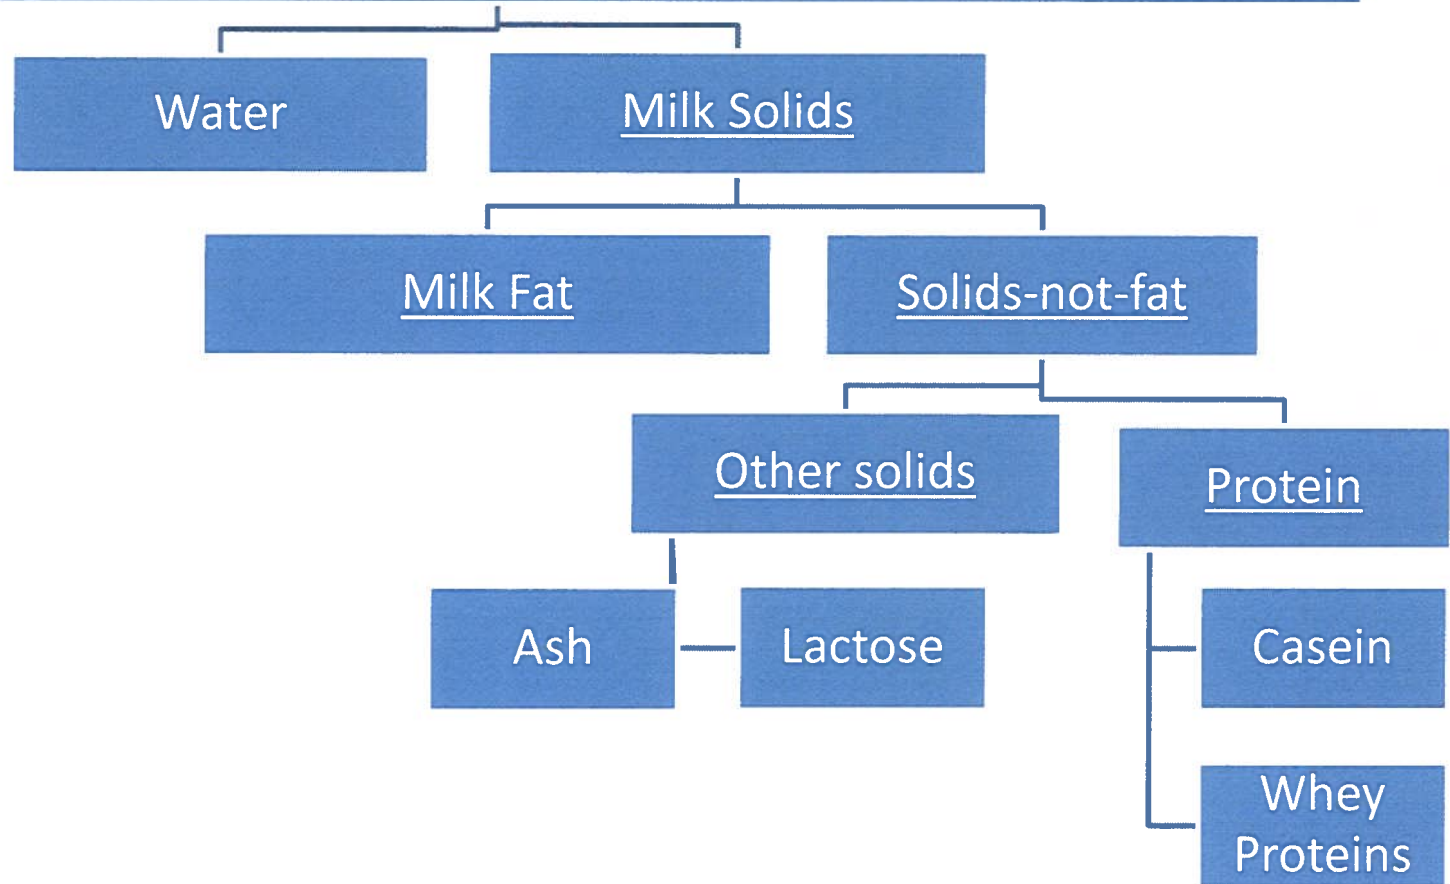 Water
Milk Solids
Milk Fat
Solids-not-fat
Other solids
Protein
Ash
Lactose
Casein
Whey
Proteins